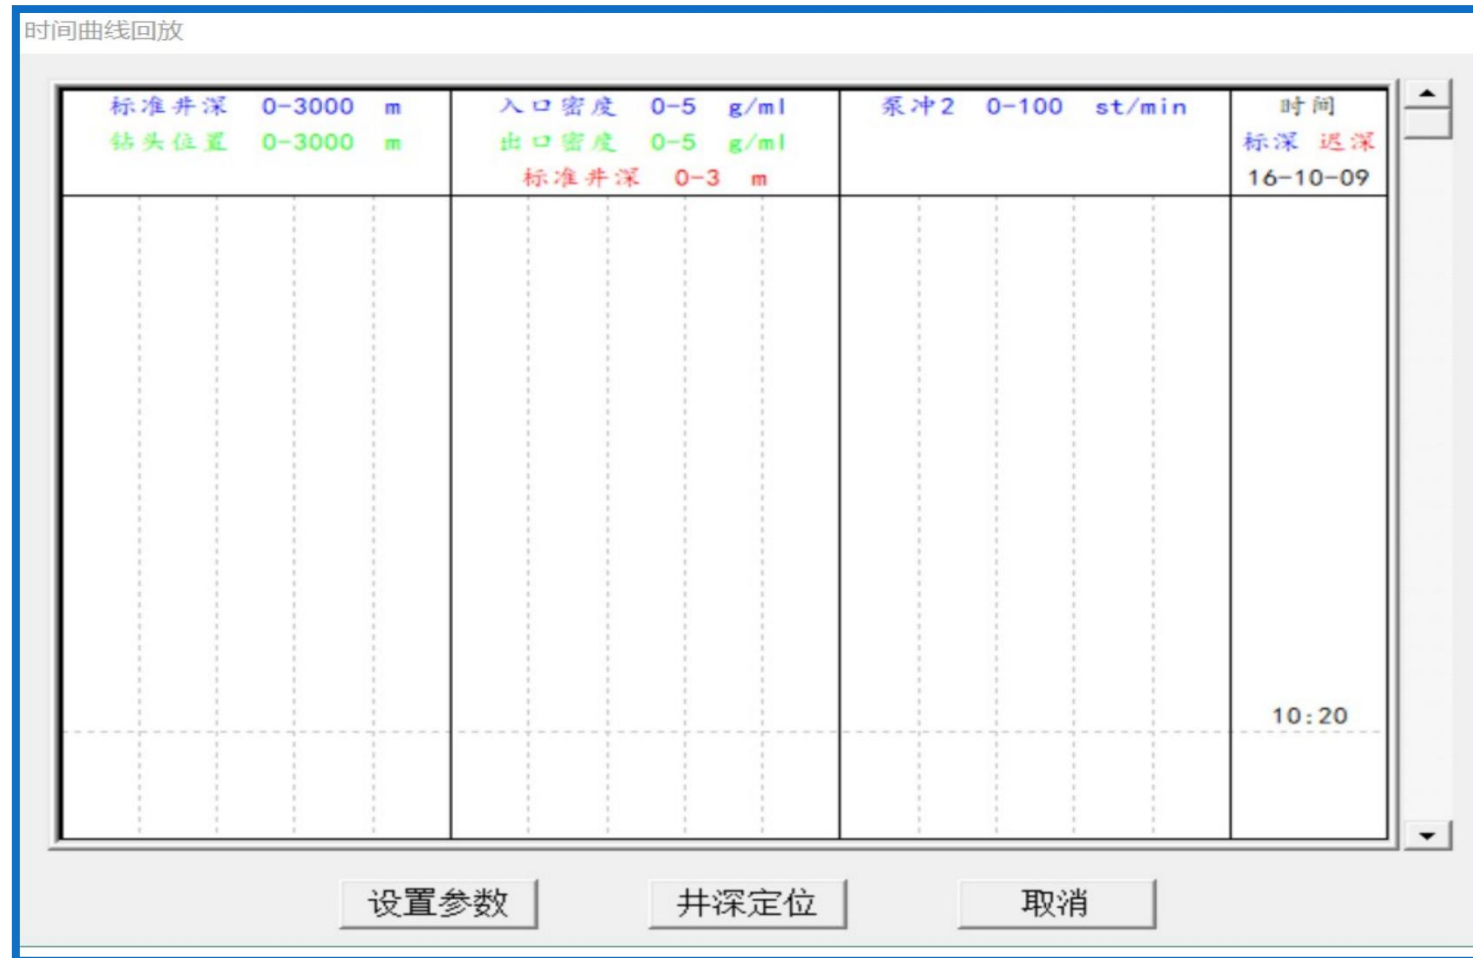 时间曲线回放
标准井深 0-3000 m 入口密度 0-5 g/ml 泵冲2 0-100 st/min 时间
钻头位置 0-3000 m 出口密度 0-5 g/ml 标深 迟深
标准井深 0-3 m 16-10-09
10:20
设置参数 井深定位 取消